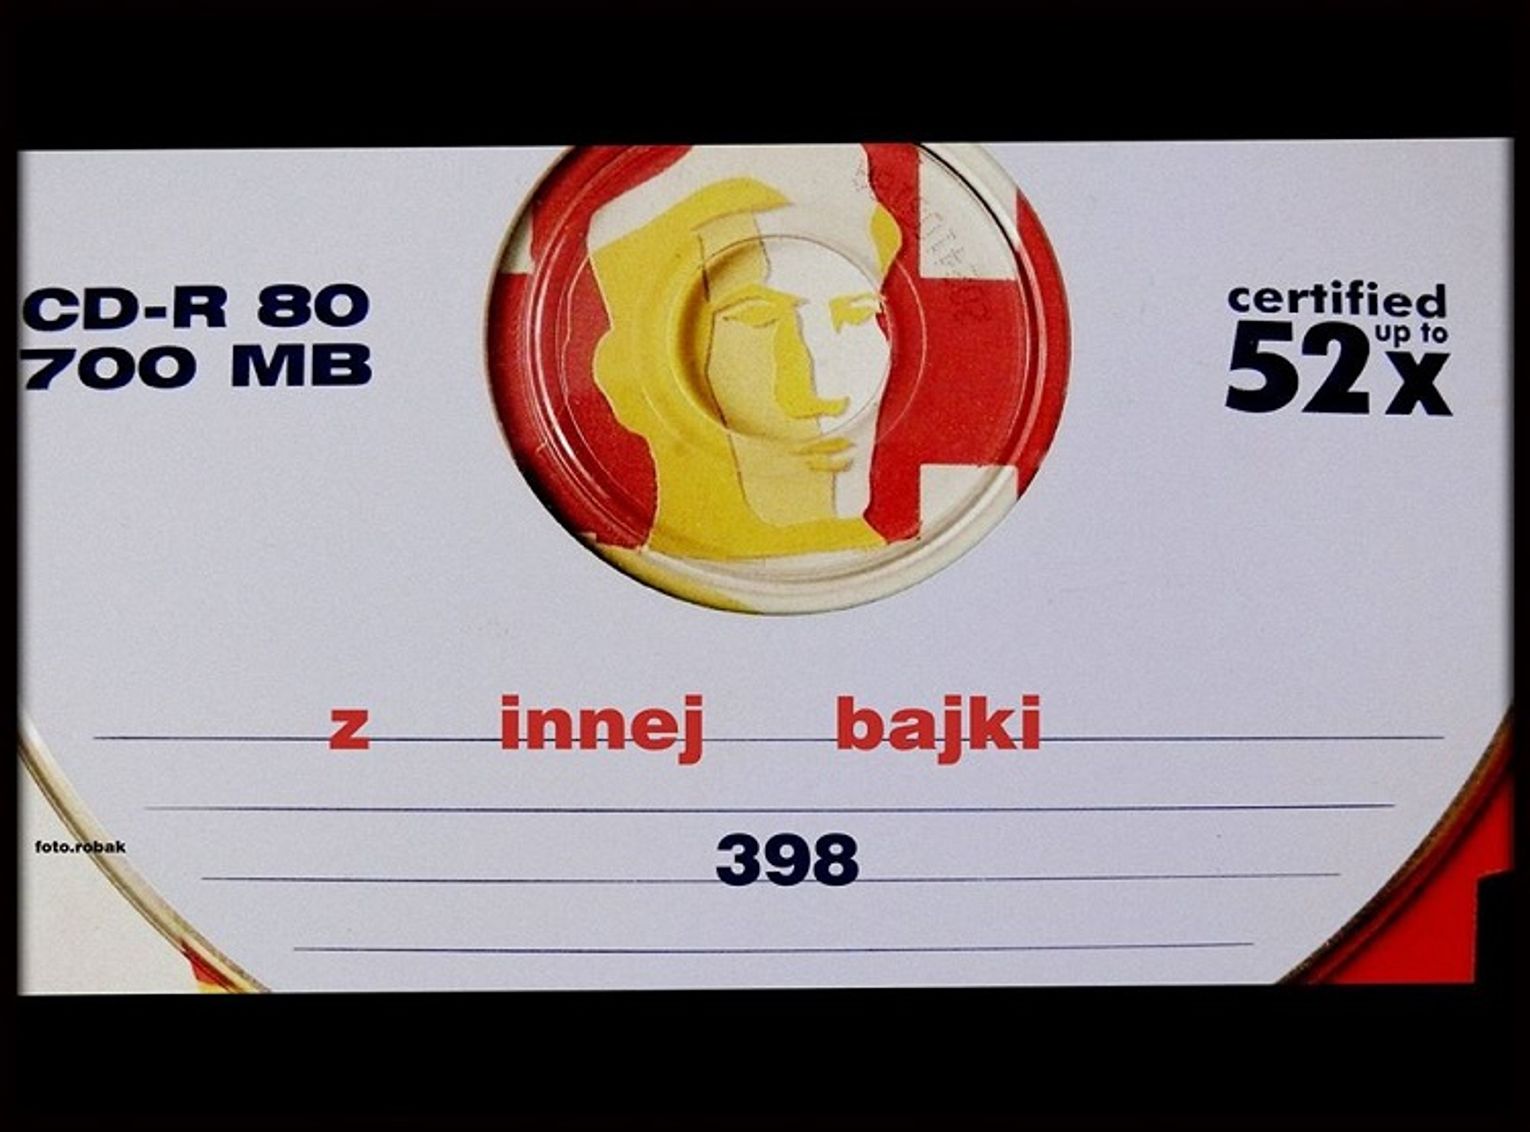 CD-R 80
700 MB
certified
up to
52x
z innej bajki
398
foto.robak